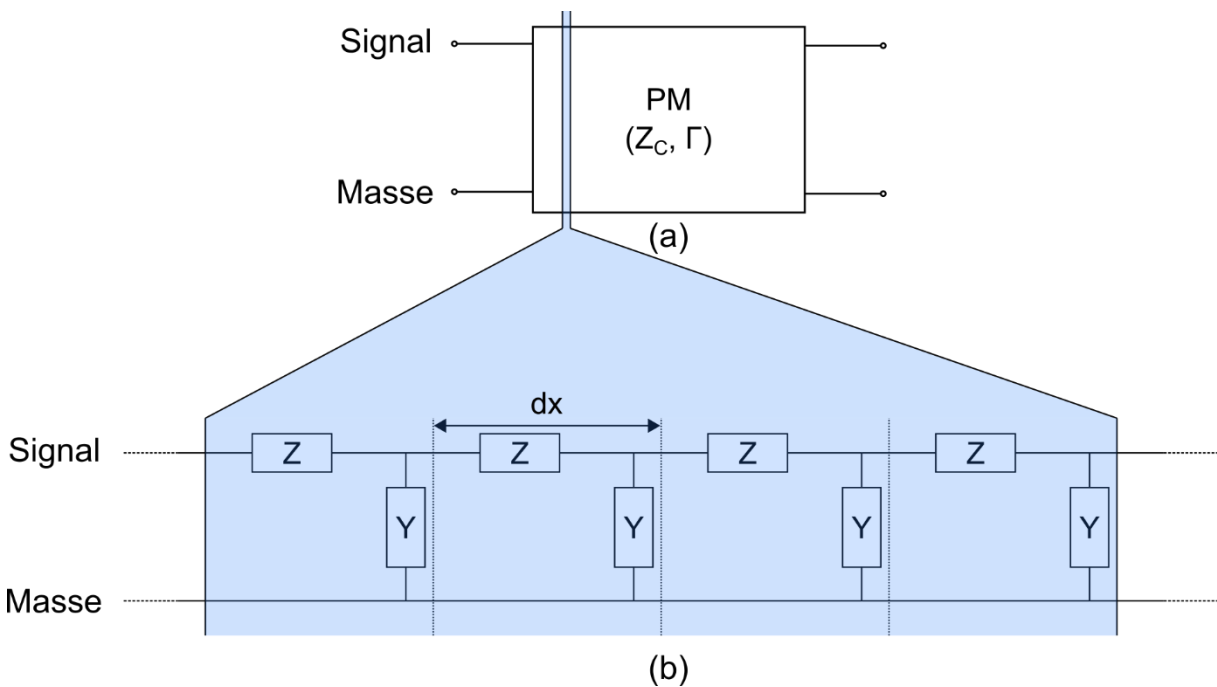 Signal
PM
(Z_C, Γ)
Masse
(a)
dx
Signal
Z Z Z Z
Y Y Y Y
Masse
(b)